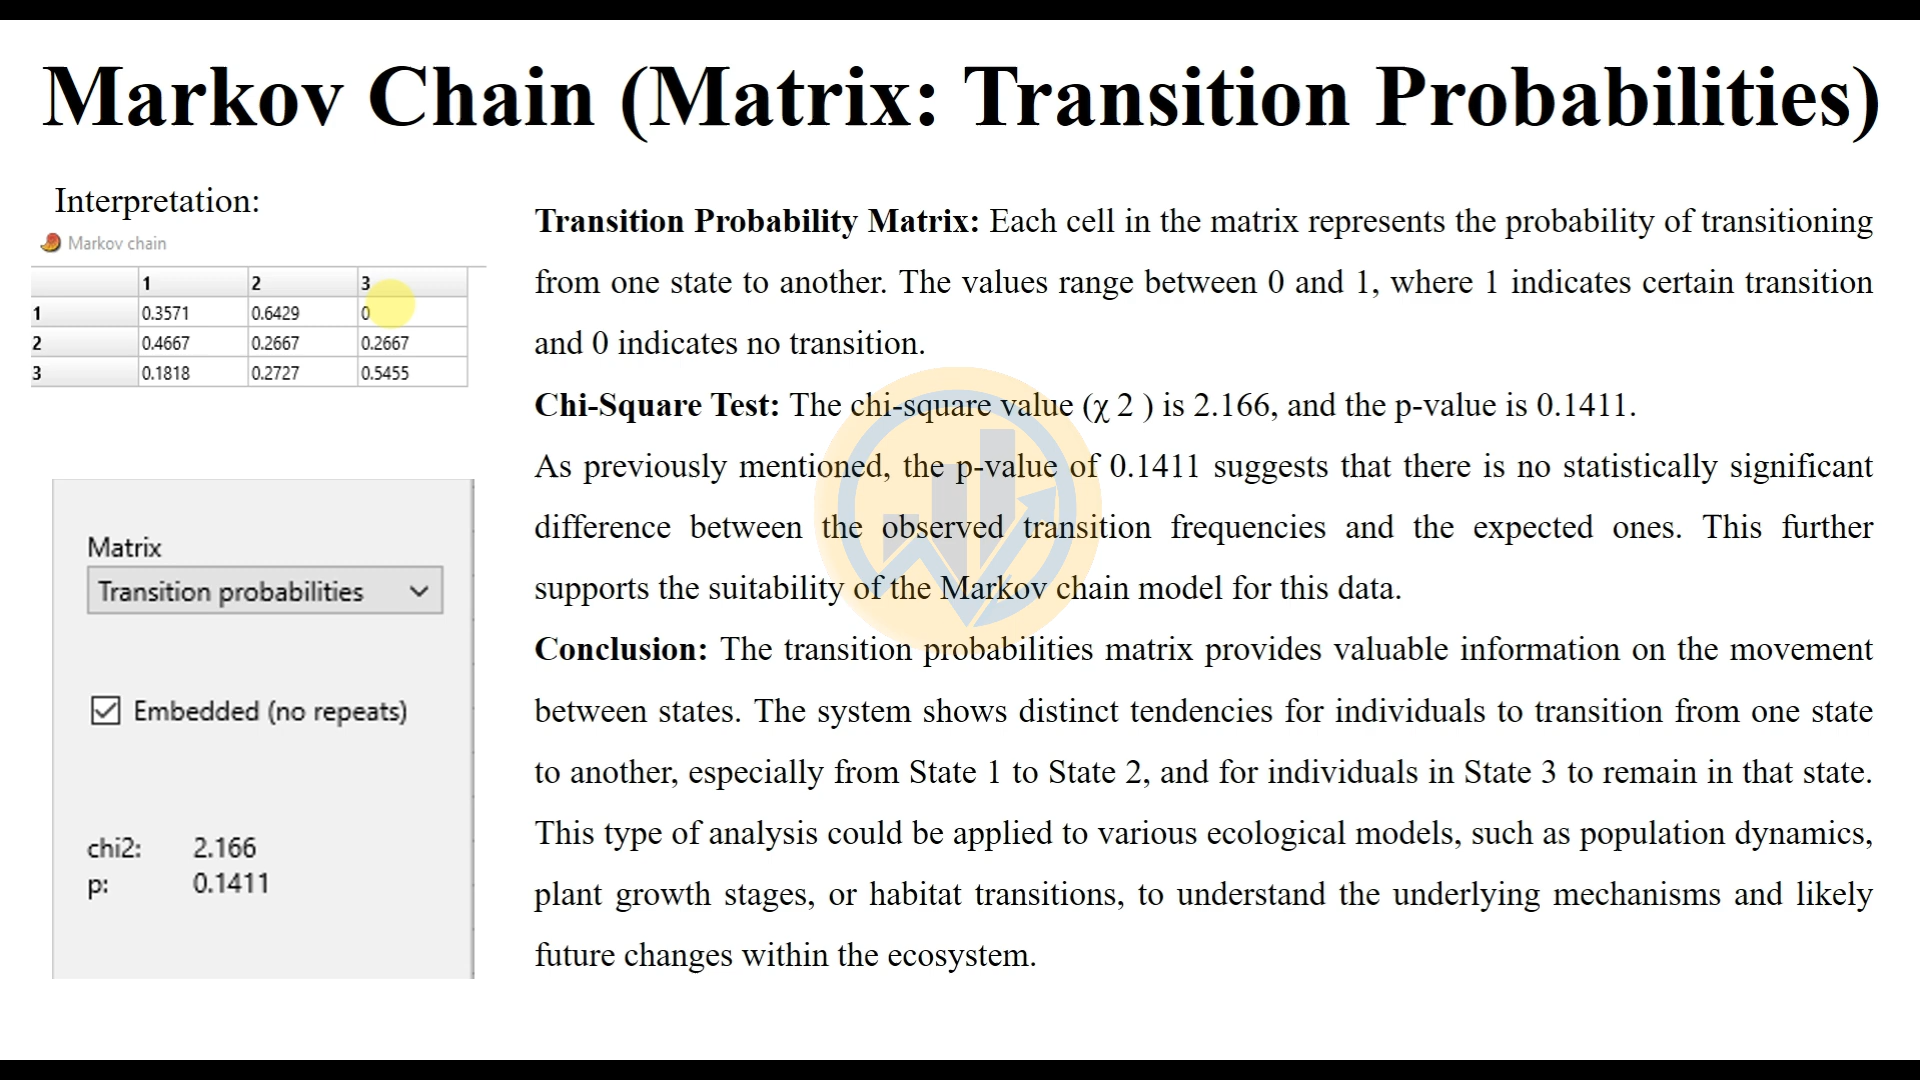 Markov Chain (Matrix: Transition Probabilities)
Interpretation:
Markov chain
1 2 3
1 0.3571 0.6429 0
2 0.4667 0.2667 0.2667
3 0.1818 0.2727 0.5455
Matrix
Transition probabilities
Embedded (no repeats)
chi2: 2.166
p: 0.1411
Transition Probability Matrix: Each cell in the matrix represents the probability of transitioning
from one state to another. The values range between 0 and 1, where 1 indicates certain transition
and 0 indicates no transition.
Chi-Square Test: The chi-square value (χ 2 ) is 2.166, and the p-value is 0.1411.
As previously mentioned, the p-value of 0.1411 suggests that there is no statistically significant
difference between the observed transition frequencies and the expected ones. This further
supports the suitability of the Markov chain model for this data.
Conclusion: The transition probabilities matrix provides valuable information on the movement
between states. The system shows distinct tendencies for individuals to transition from one state
to another, especially from State 1 to State 2, and for individuals in State 3 to remain in that state.
This type of analysis could be applied to various ecological models, such as population dynamics,
plant growth stages, or habitat transitions, to understand the underlying mechanisms and likely
future changes within the ecosystem.